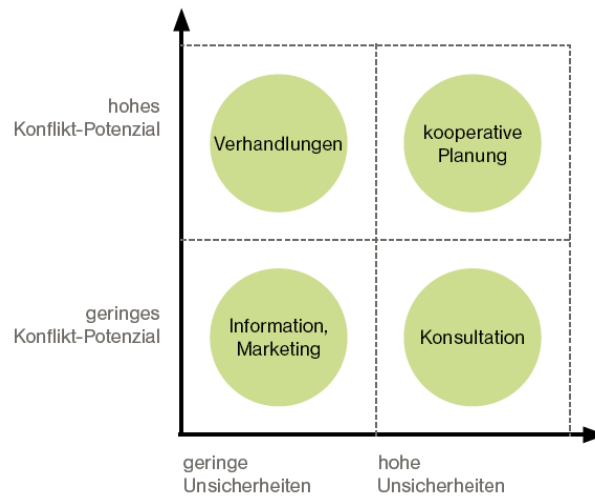 hohes
Konflikt-Potenzial
Verhandlungen
kooperative
Planung
geringes
Konflikt-Potenzial
Information,
Marketing
Konsultation
geringe
Unsicherheiten
hohe
Unsicherheiten